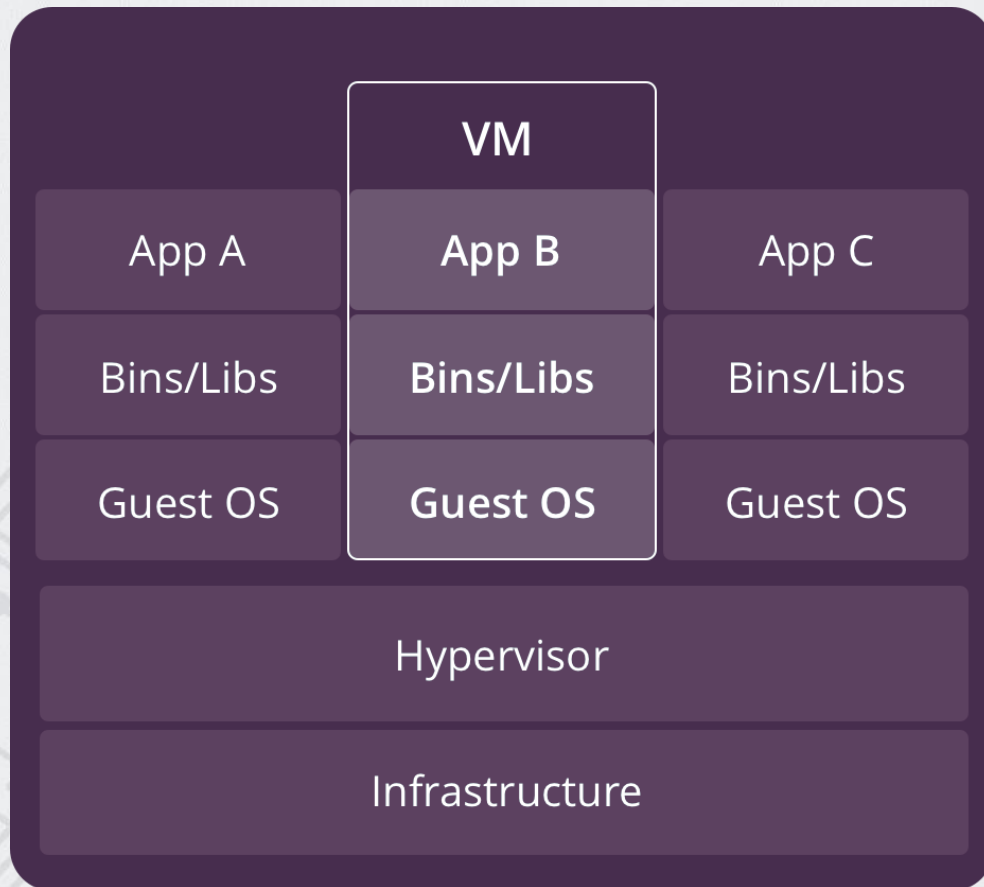 VM
App A
App B
App C
Bins/Libs
Bins/Libs
Bins/Libs
Guest OS
Guest OS
Guest OS
Hypervisor
Infrastructure